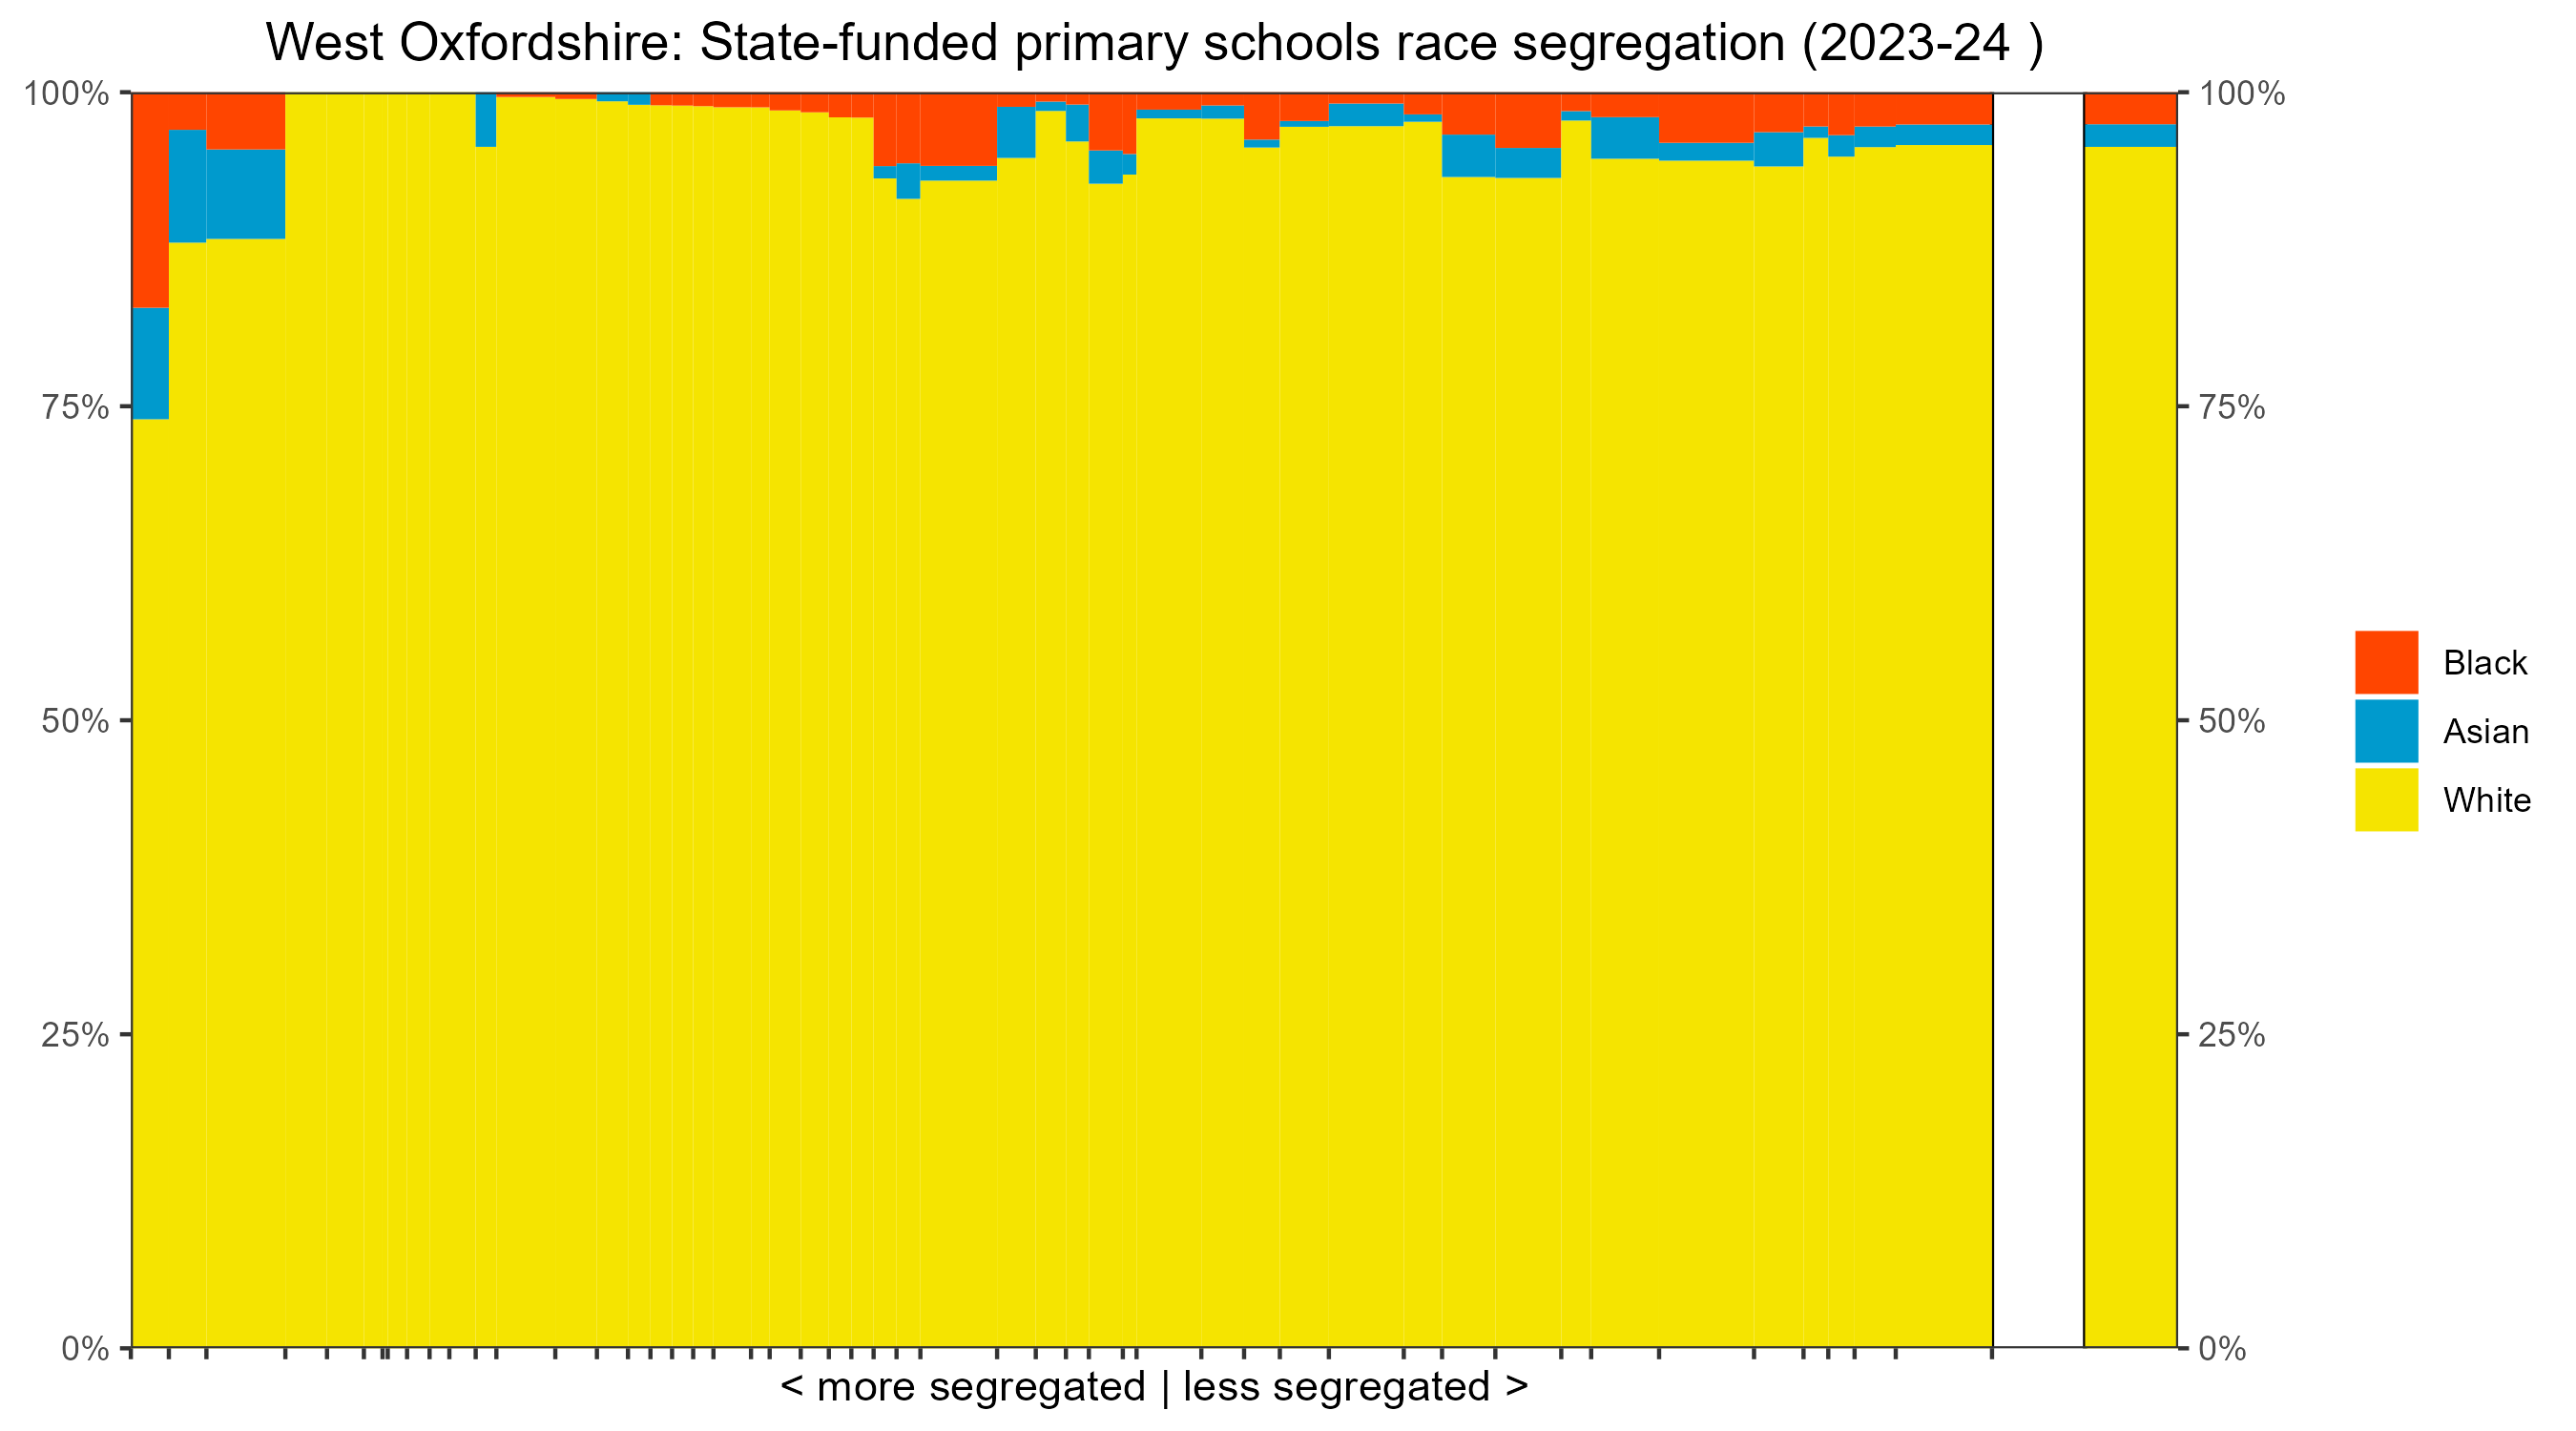 West Oxfordshire: State-funded primary schools race segregation (2023-24 )
100%
75%
50%
25%
0%
100%
75%
50%
25%
0%
Black
Asian
White
< more segregated | less segregated >